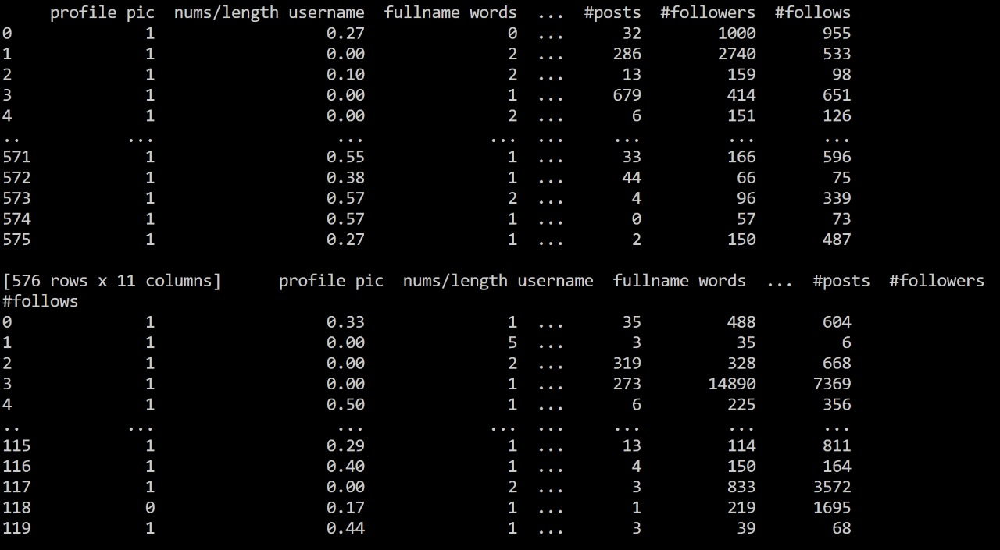 profile pic  nums/length username  fullname words  ...  #posts  #followers  #follows
0              1                  0.27               0  ...      32        1000       955
1              1                  0.00               2  ...     286        2740       533
2              1                  0.10               2  ...      13         159        98
3              1                  0.00               1  ...     679         414       651
4              1                  0.00               2  ...       6         151       126
..           ...                   ...             ...  ...     ...         ...       ...
571            1                  0.55               1  ...      33         166       596
572            1                  0.38               1  ...      44          66        75
573            1                  0.57               2  ...       4          96       339
574            1                  0.57               1  ...       0          57        73
575            1                  0.27               1  ...       2         150       487

[576 rows x 11 columns]      profile pic  nums/length username  fullname words  ...  #posts  #followers
#follows
0              1                  0.33               1  ...      35         488       604
1              1                  0.00               5  ...       3          35         6
2              1                  0.00               2  ...     319         328       668
3              1                  0.00               1  ...     273       14890      7369
4              1                  0.50               1  ...       6         225       356
..           ...                   ...             ...  ...     ...         ...       ...
115            1                  0.29               1  ...      13         114       811
116            1                  0.40               1  ...       4         150       164
117            1                  0.00               2  ...       3         833      3572
118            0                  0.17               1  ...       1         219      1695
119            1                  0.44               1  ...       3          39        68